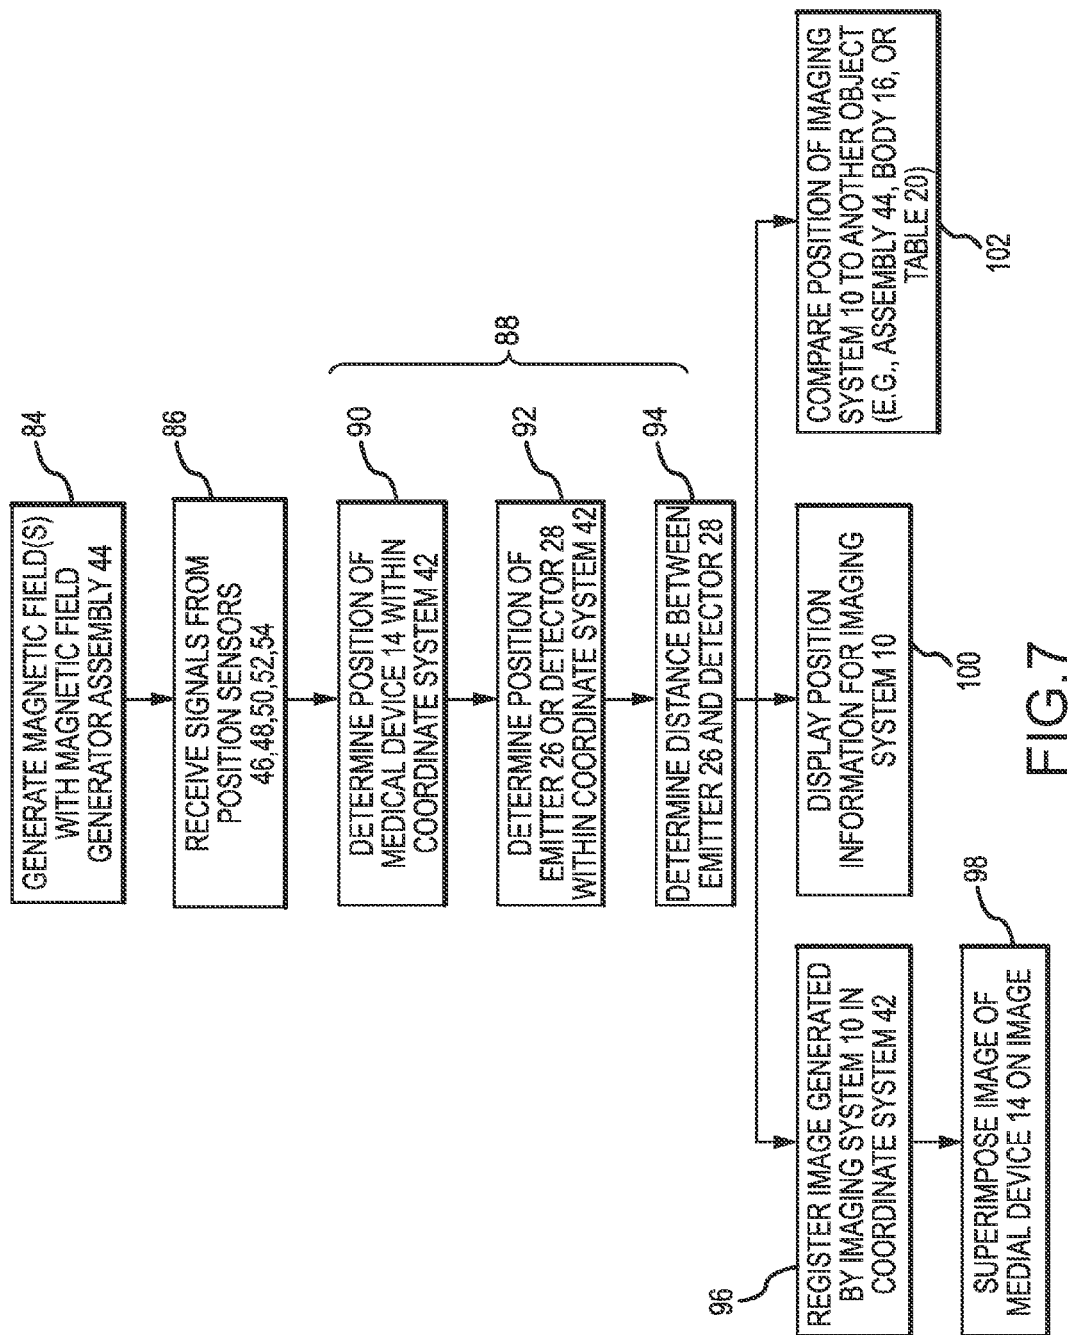 84
GENERATE MAGNETIC FIELD(S)
WITH MAGNETIC FIELD
GENERATOR ASSEMBLY 44
86
RECEIVE SIGNALS FROM
POSITION SENSORS
46,48,50,52,54
88
90
DETERMINE POSITION OF
MEDICAL DEVICE 14 WITHIN
COORDINATE SYSTEM 42
92
DETERMINE POSITION OF
EMITTER 26 OR DETECTOR 28
WITHIN COORDINATE SYSTEM 42
94
DETERMINE DISTANCE BETWEEN
EMITTER 26 AND DETECTOR 28
96
REGISTER IMAGE GENERATED
BY IMAGING SYSTEM 10 IN
COORDINATE SYSTEM 42
98
SUPERIMPOSE IMAGE OF
MEDIAL DEVICE 14 ON IMAGE
DISPLAY POSITION
INFORMATION FOR IMAGING
SYSTEM 10
100
COMPARE POSITION OF IMAGING
SYSTEM 10 TO ANOTHER OBJECT
(E.G., ASSEMBLY 44, BODY 16, OR
TABLE 20)
102
FIG.7